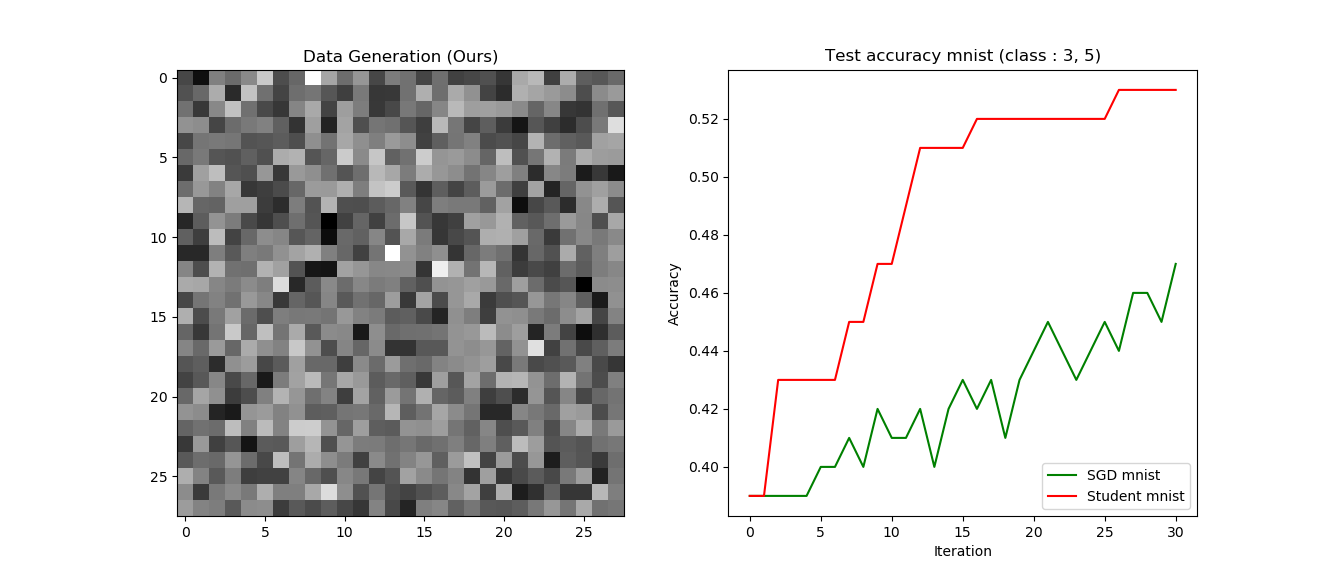 Data Generation (Ours)
0
5
10
15
20
25
0 5 10 15 20 25
Test accuracy mnist (class : 3, 5)
Accuracy
0.52
0.50
0.48
0.46
0.44
0.42
0.40
SGD mnist
Student mnist
0 5 10 15 20 25 30
Iteration